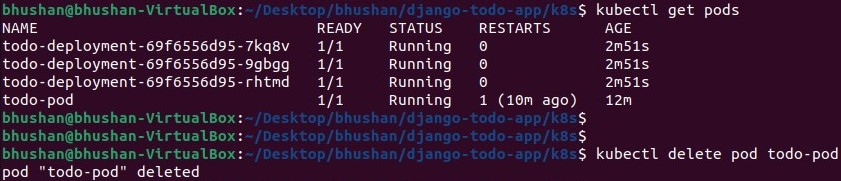 bhushan@bhushan-VirtualBox:~/Desktop/bhushan/django-todo-app/k8s$ kubectl get pods
NAME READY STATUS RESTARTS AGE
todo-deployment-69f6556d95-7kq8v 1/1 Running 0 2m51s
todo-deployment-69f6556d95-9gbgg 1/1 Running 0 2m51s
todo-deployment-69f6556d95-rhtmd 1/1 Running 0 2m51s
todo-pod 1/1 Running 1 (10m ago) 12m
bhushan@bhushan-VirtualBox:~/Desktop/bhushan/django-todo-app/k8s$
bhushan@bhushan-VirtualBox:~/Desktop/bhushan/django-todo-app/k8s$
bhushan@bhushan-VirtualBox:~/Desktop/bhushan/django-todo-app/k8s$ kubectl delete pod todo-pod
pod "todo-pod" deleted